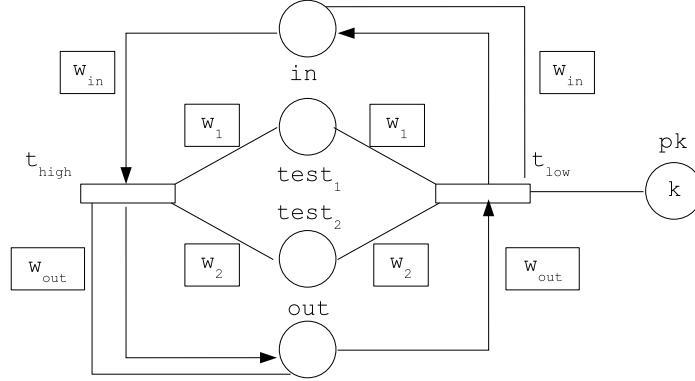 w_in
w_in
in
w_1
w_1
t_high
t_low
pk
test_1
k
test_2
w_2
w_2
w_out
w_out
out